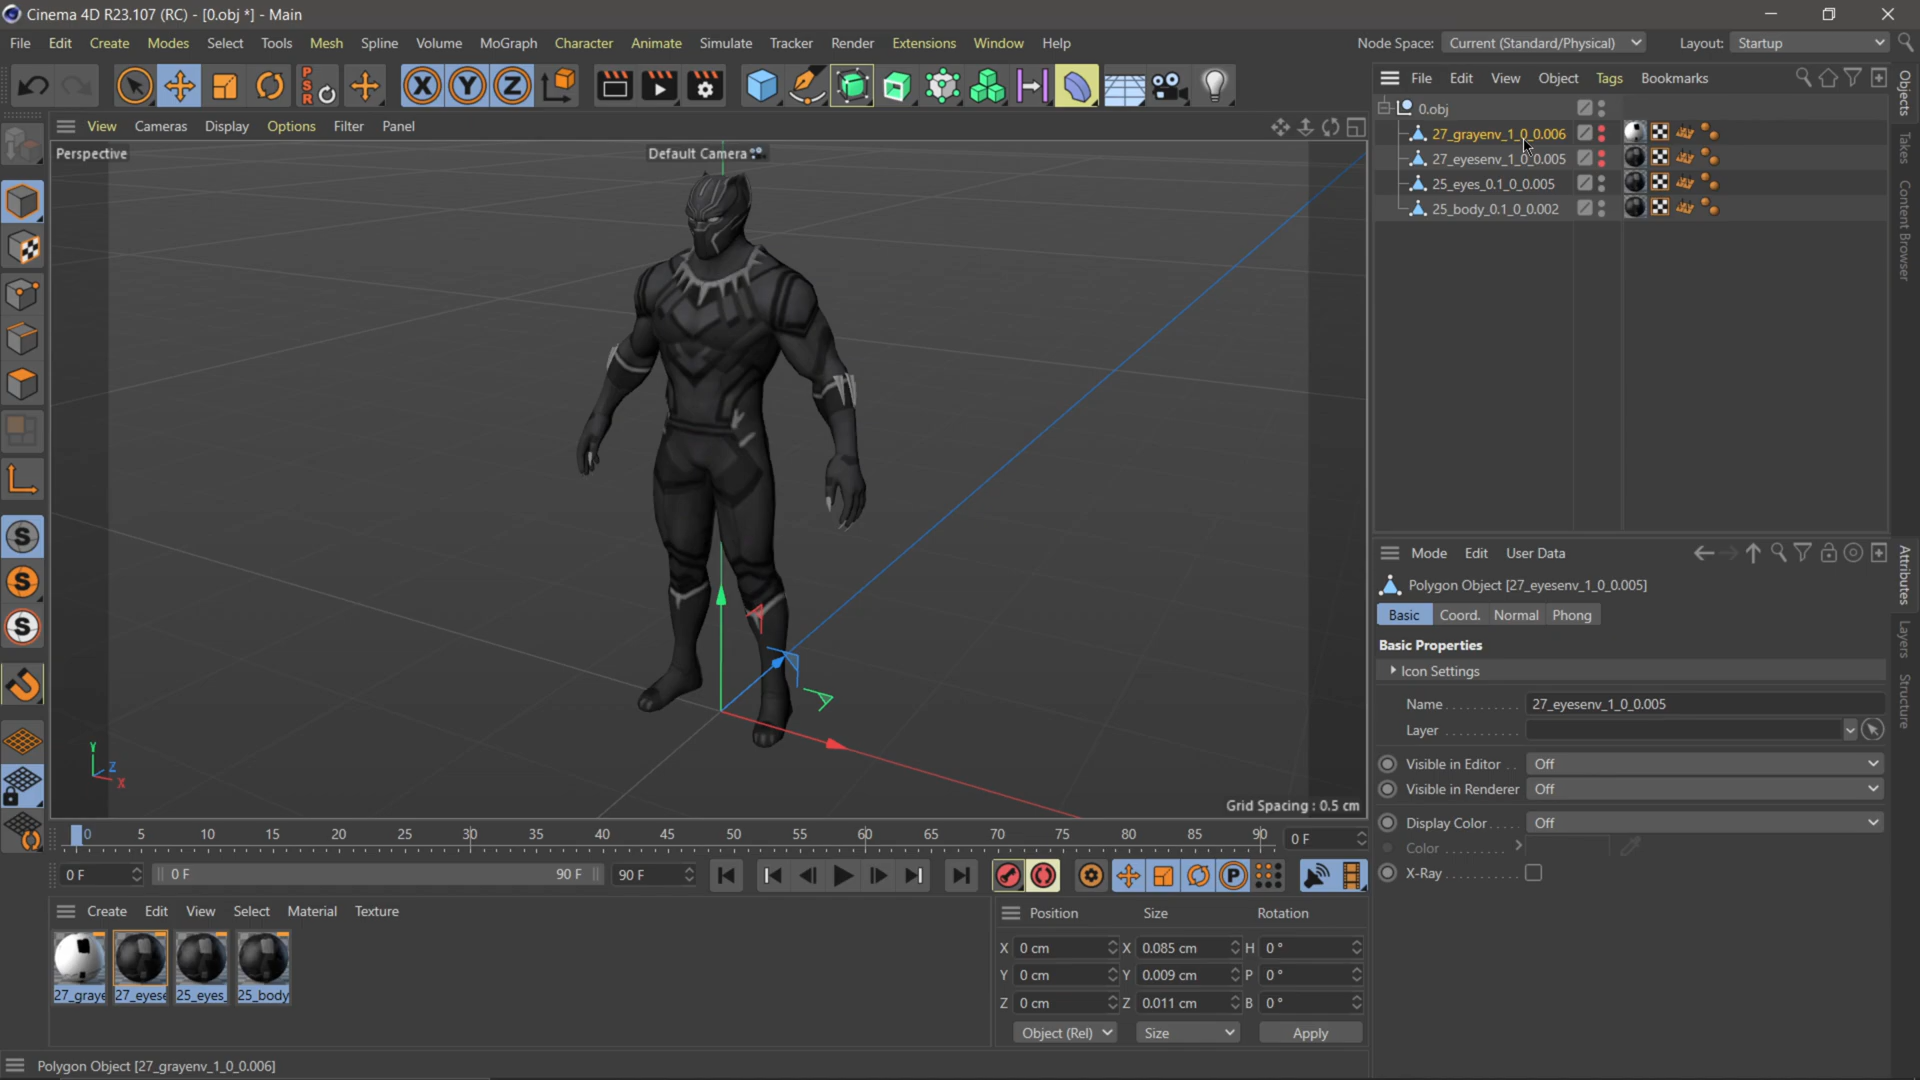 Cinema 4D R23.107 (RC) - [0.obj *] - Main
File Edit Create Modes Select Tools Mesh Spline Volume MoGraph Character Animate Simulate Tracker Render Extensions Window Help Node Space: Current (Standard/Physical) Layout: Startup
PSR
X Y Z
File Edit View Object Tags Bookmarks
View Cameras Display Options Filter Panel
Perspective
Default Camera
0.obj
27_grayenv_1_0_0.006
27_eyesenv_1_0_0.005
25_eyes_0.1_0_0.005
25_body_0.1_0_0.002
Objects
Takes
Content Browser
Attributes
Layers
Structure
Mode Edit User Data
Polygon Object [27_eyesenv_1_0_0.005]
Basic Coord. Normal Phong
Basic Properties
Icon Settings
Name 27_eyesenv_1_0_0.005
Layer
Visible in Editor Off
Visible in Renderer Off
Display Color Off
Color
X-Ray
S
S
S
Y
Z
X
Grid Spacing : 0.5 cm
0 5 10 15 20 25 30 35 40 45 50 55 60 65 70 75 80 85 90 0 F
0 F 0 F 90 F 90 F
P
Create Edit View Select Material Texture
27_graye 27_eyese 25_eyes_ 25_body
Position Size Rotation
X 0 cm X 0.085 cm H 0 °
Y 0 cm Y 0.009 cm P 0 °
Z 0 cm Z 0.011 cm B 0 °
Object (Rel) Size Apply
Polygon Object [27_grayenv_1_0_0.006]